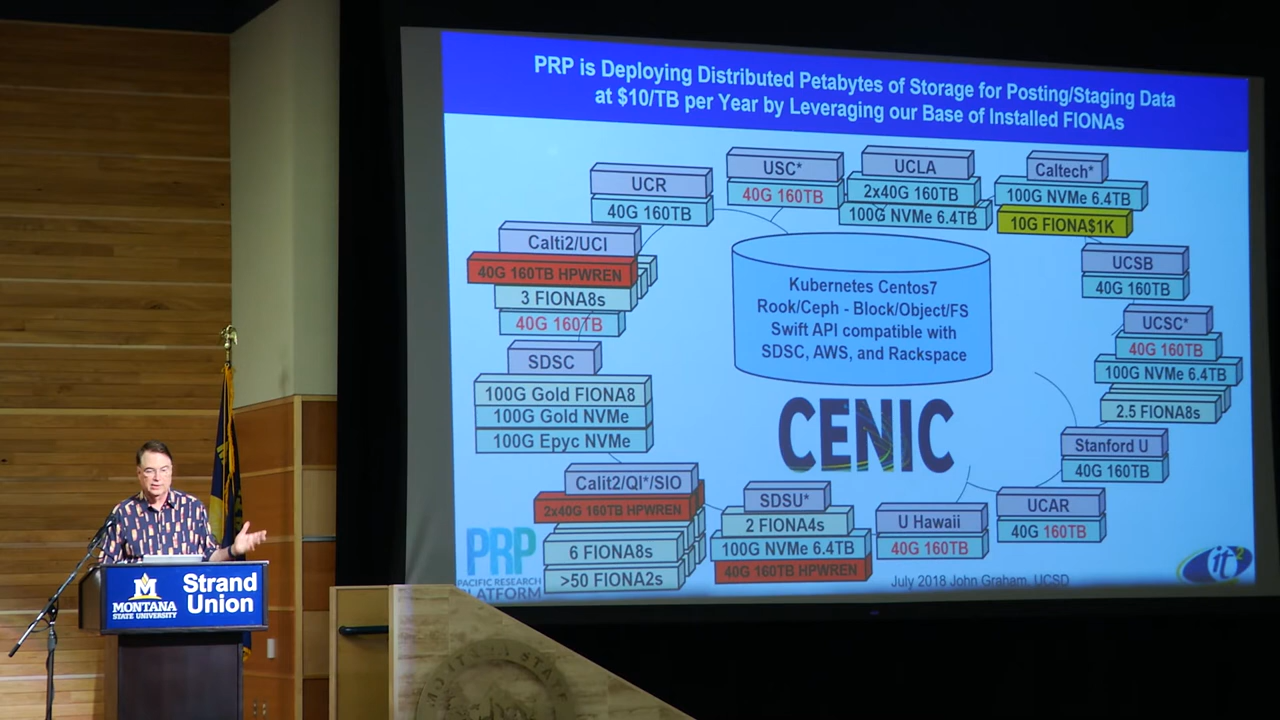 PRP is Deploying Distributed Petabytes of Storage for Posting/Staging Data
at $10/TB per Year by Leveraging our Base of Installed FIONAs
UCR
40G 160TB
USC*
40G 160TB
UCLA
2x40G 160TB
100G NVMe 6.4TB
Caltech*
100G NVMe 6.4TB
10G FIONA$1K
Calti2/UCI
40G 160TB HPWREN
3 FIONA8s
40G 160TB
UCSB
40G 160TB
Kubernetes Centos7
Rook/Ceph - Block/Object/FS
Swift API compatible with
SDSC, AWS, and Rackspace
UCSC*
40G 160TB
100G NVMe 6.4TB
2.5 FIONA8s
SDSC
100G Gold FIONA8
100G Gold NVMe
100G Epyc NVMe
CENIC
Stanford U
40G 160TB
Calit2/QI*/SIO
2x40G 160TB HPWREN
6 FIONA8s
>50 FIONA2s
SDSU*
2 FIONA4s
100G NVMe 6.4TB
40G 160TB HPWREN
U Hawaii
40G 160TB
UCAR
40G 160TB
PRP
PACIFIC RESEARCH
PLATFORM
July 2018 John Graham, UCSD
it2
M
MONTANA
STATE UNIVERSITY
Strand
Union
MONTANA STATE